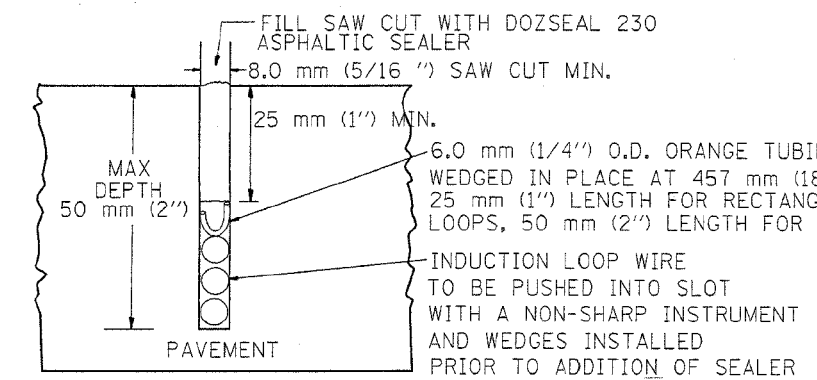 FILL SAW CUT WITH DOZSEAL 230
ASPHALTIC SEALER
8.0 mm (5/16 ") SAW CUT MIN.
25 mm (1") MIN.
MAX
DEPTH
50 mm (2")
6.0 mm (1/4") O.D. ORANGE
WEDGED IN PLACE AT 457 mm
25 mm (1") LENGTH FOR
LOOPS, 50 mm (2") LENGTH FOR
INDUCTION LOOP WIRE
TO BE PUSHED INTO SLOT
WITH A NON-SHARP INSTRUMENT
AND WEDGES INSTALLED
PRIOR TO ADDITION OF SEALER
PAVEMENT